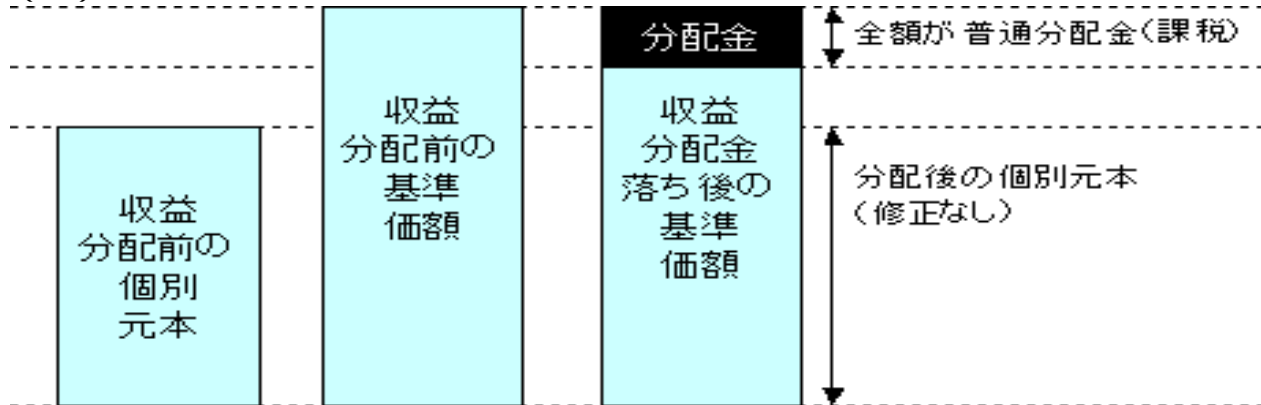 分配金
全額が普通分配金(課税)
収益
分配前の
基準
価額
収益
分配金
落ち後の
基準
価額
分配後の個別元本
(修正なし)
収益
分配前の
個別
元本